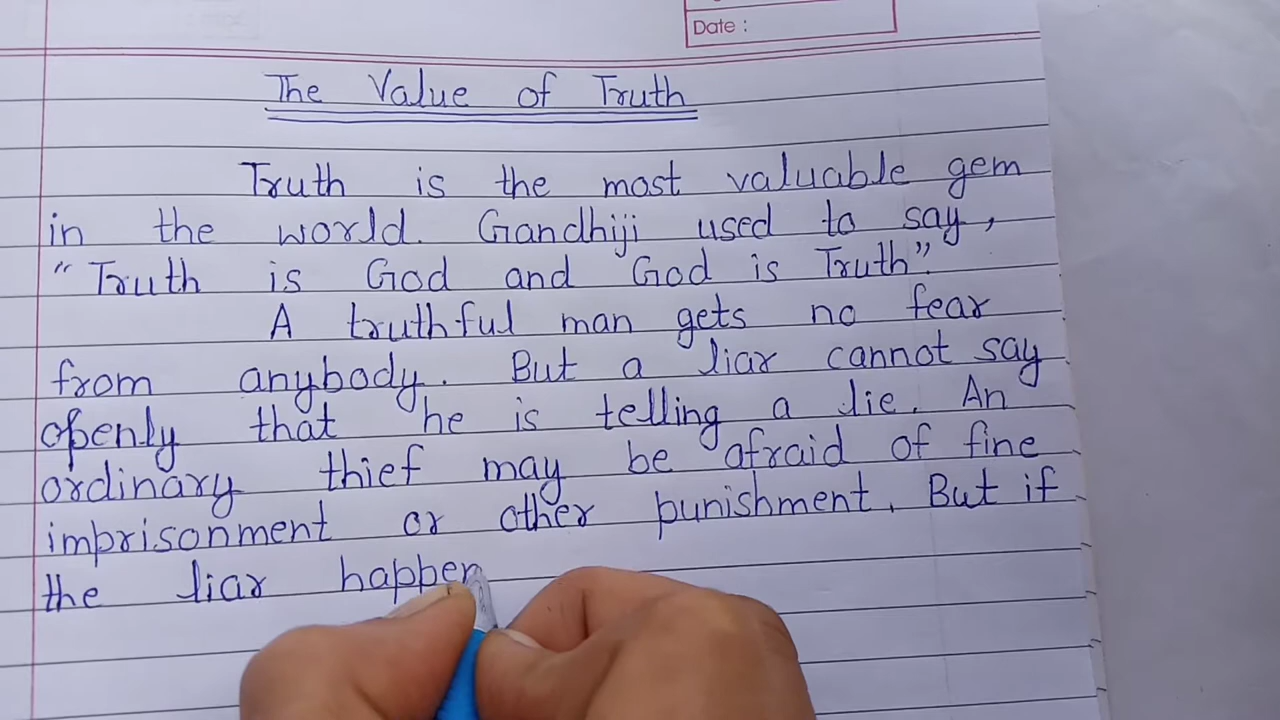 Date :
The Value of Truth
Truth is the most valuable gem
in the world. Gandhiji used to say,
"Truth is God and God is Truth".
A truthful man gets no fear
from anybody. But a liar cannot say
openly that he is telling a lie. An
ordinary thief may be afraid of fine
imprisonment or other punishment. But if
the liar happen